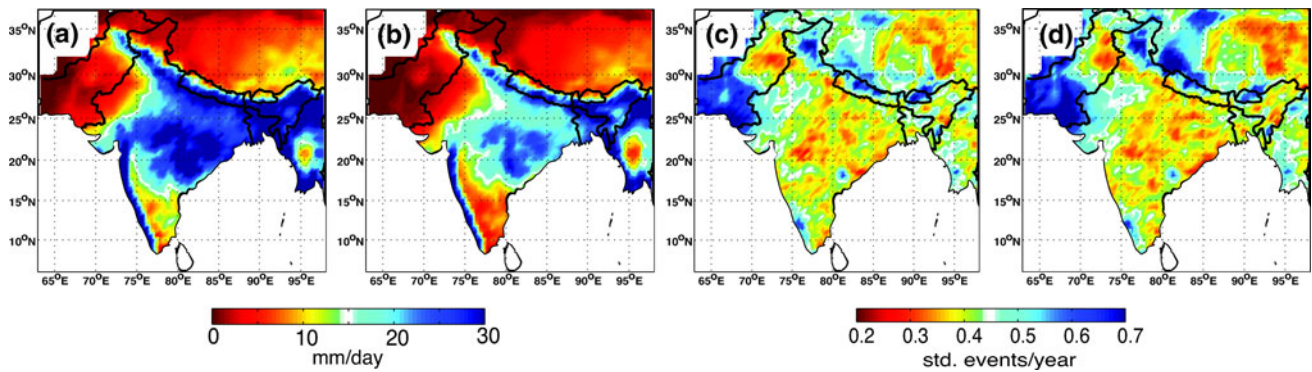 (a) (b) (c) (d)
35°N 35°N 35°N 35°N
30°N 30°N 30°N 30°N
25°N 25°N 25°N 25°N
20°N 20°N 20°N 20°N
15°N 15°N 15°N 15°N
10°N 10°N 10°N 10°N
65°E 70°E 75°E 80°E 85°E 90°E 95°E 65°E 70°E 75°E 80°E 85°E 90°E 95°E 65°E 70°E 75°E 80°E 85°E 90°E 95°E 65°E 70°E 75°E 80°E 85°E 90°E 95°E
0 10 20 30 0.2 0.3 0.4 0.5 0.6 0.7
mm/day std. events/year